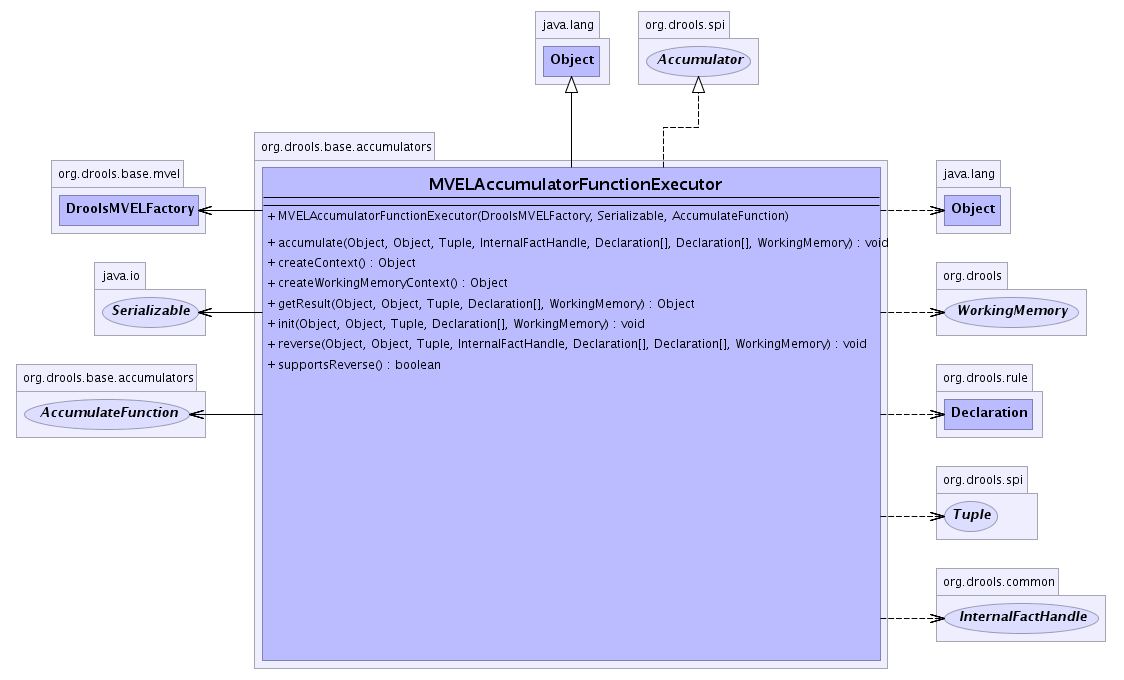 java.lang
Object
org.drools.spi
Accumulator
org.drools.base.accumulators
MVELAccumulatorFunctionExecutor
+ MVELAccumulatorFunctionExecutor(DroolsMVELFactory, Serializable, AccumulateFunction)
+ accumulate(Object, Object, Tuple, InternalFactHandle, Declaration[], Declaration[], WorkingMemory) : void
+ createContext() : Object
+ createWorkingMemoryContext() : Object
+ getResult(Object, Object, Tuple, Declaration[], WorkingMemory) : Object
+ init(Object, Object, Tuple, Declaration[], WorkingMemory) : void
+ reverse(Object, Object, Tuple, InternalFactHandle, Declaration[], Declaration[], WorkingMemory) : void
+ supportsReverse() : boolean
org.drools.base.mvel
DroolsMVELFactory
java.io
Serializable
org.drools.base.accumulators
AccumulateFunction
java.lang
Object
org.drools
WorkingMemory
org.drools.rule
Declaration
org.drools.spi
Tuple
org.drools.common
InternalFactHandle